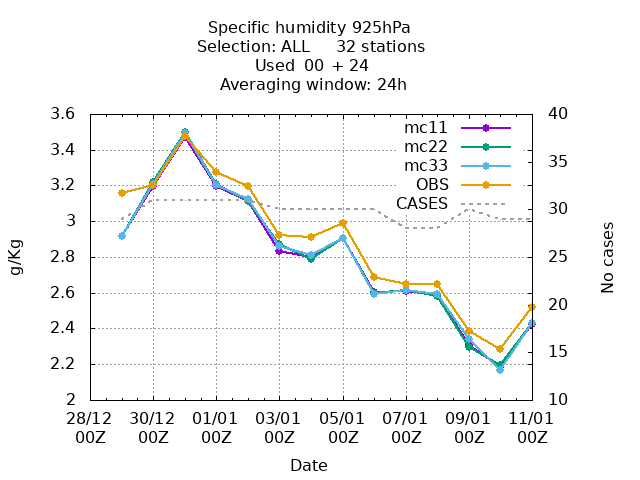 Specific humidity 925hPa
Selection: ALL 32 stations
Used 00 + 24
Averaging window: 24h
3.6
3.4
3.2
3
2.8
2.6
2.4
2.2
2
g/Kg
40
35
30
25
20
15
10
No cases
mc11
mc22
mc33
OBS
CASES
28/12 30/12 01/01 03/01 05/01 07/01 09/01 11/01
00Z 00Z 00Z 00Z 00Z 00Z 00Z 00Z
Date